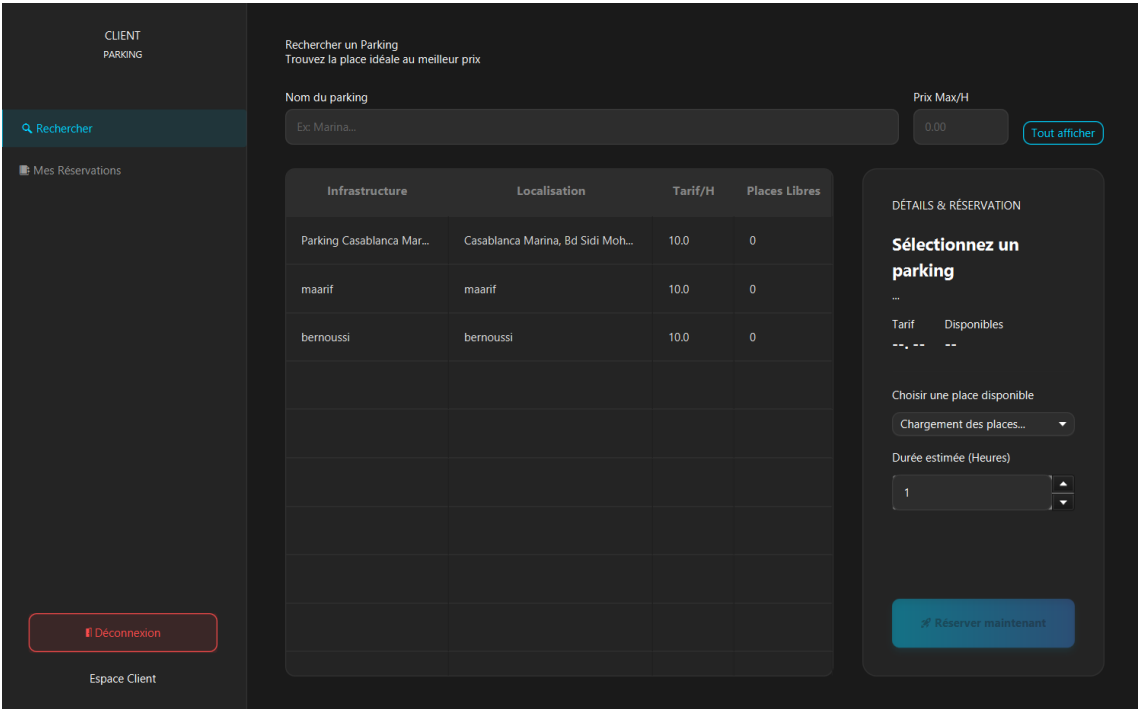 CLIENT
PARKING
Rechercher
Mes Réservations
Déconnexion
Espace Client
Rechercher un Parking
Trouvez la place idéale au meilleur prix
Nom du parking
Prix Max/H
Ex: Marina...
0.00
Tout afficher
Infrastructure Localisation Tarif/H Places Libres
Parking Casablanca Mar... Casablanca Marina, Bd Sidi Moh... 10.0 0
maarif maarif 10.0 0
bernoussi bernoussi 10.0 0
DÉTAILS & RÉSERVATION
Sélectionnez un
parking
...
Tarif Disponibles
--.-- --
Choisir une place disponible
Chargement des places...
Durée estimée (Heures)
1
Réserver maintenant